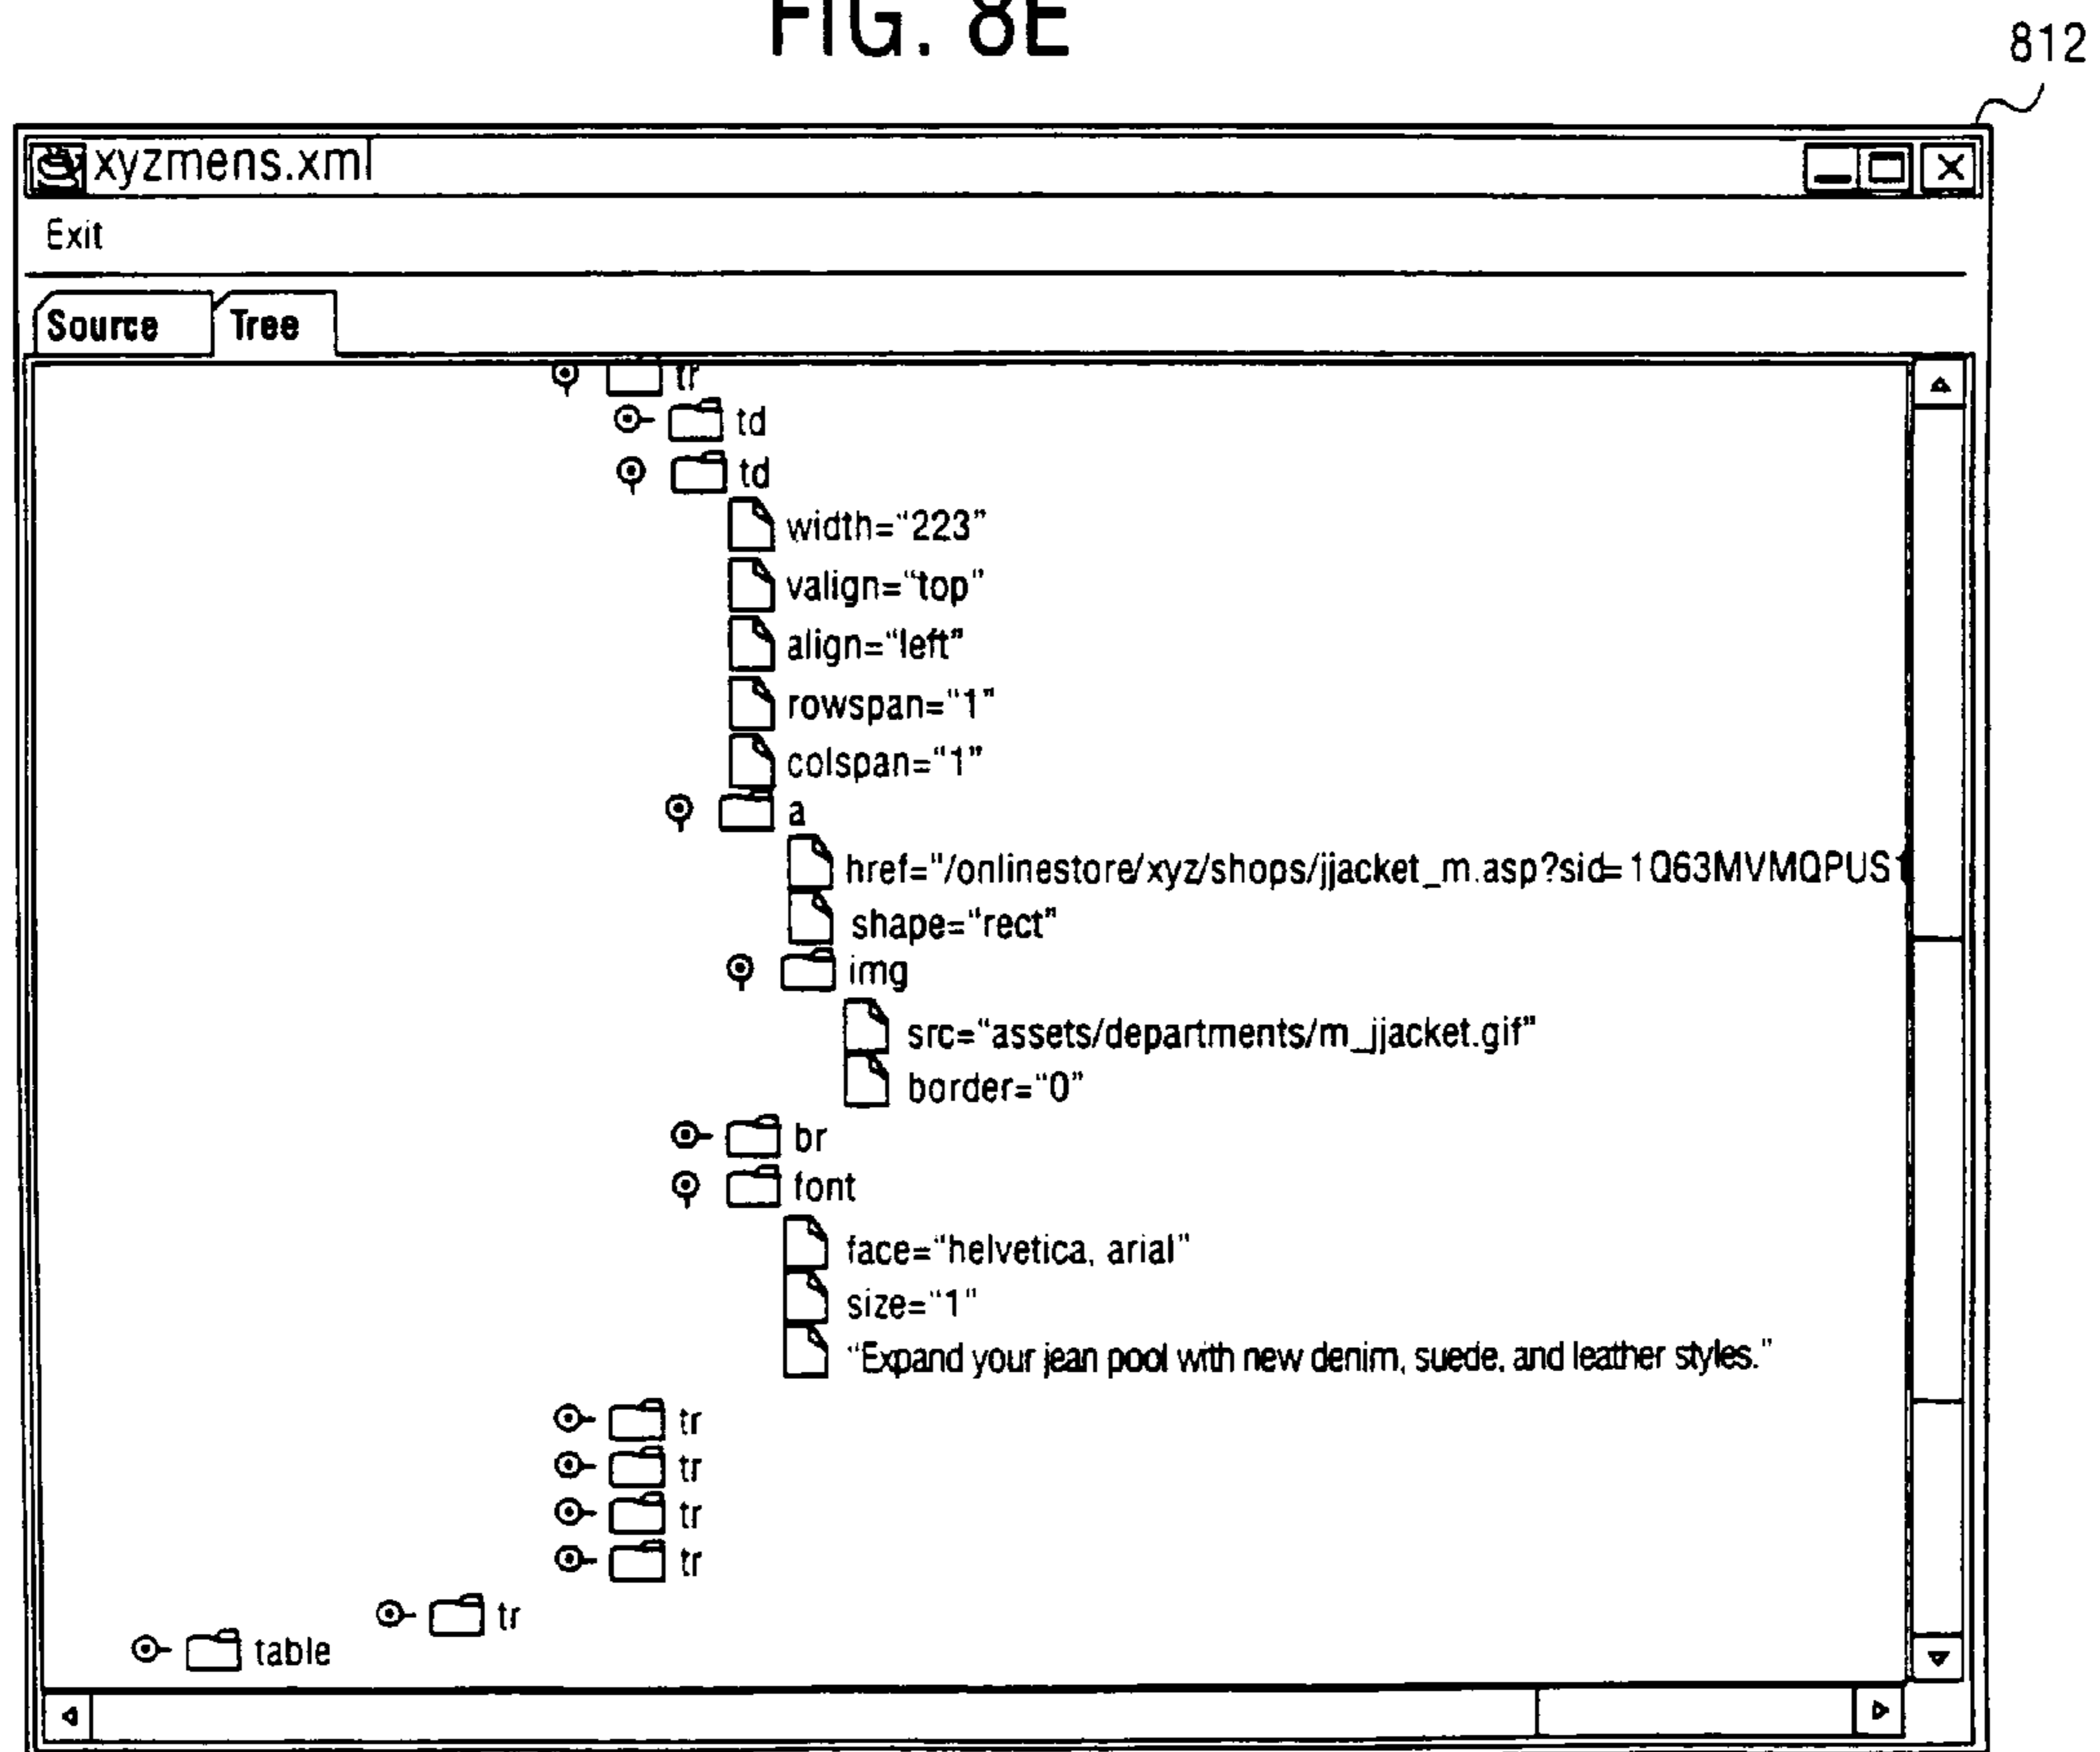 FIG. 8E
812
xyzmens.xml
Exit
Source Tree
tr
td
td
width="223"
valign="top"
align="left"
rowspan="1"
colspan="1"
a
href="/onlinestore/xyz/shops/jjacket_m.asp?sid=1Q63MVMQPUS1
shape="rect"
img
src="assets/departments/m_jjacket.gif"
border="0"
br
font
face="helvetica, arial"
size="1"
"Expand your jean pool with new denim, suede, and leather styles."
tr
tr
tr
tr
tr
table